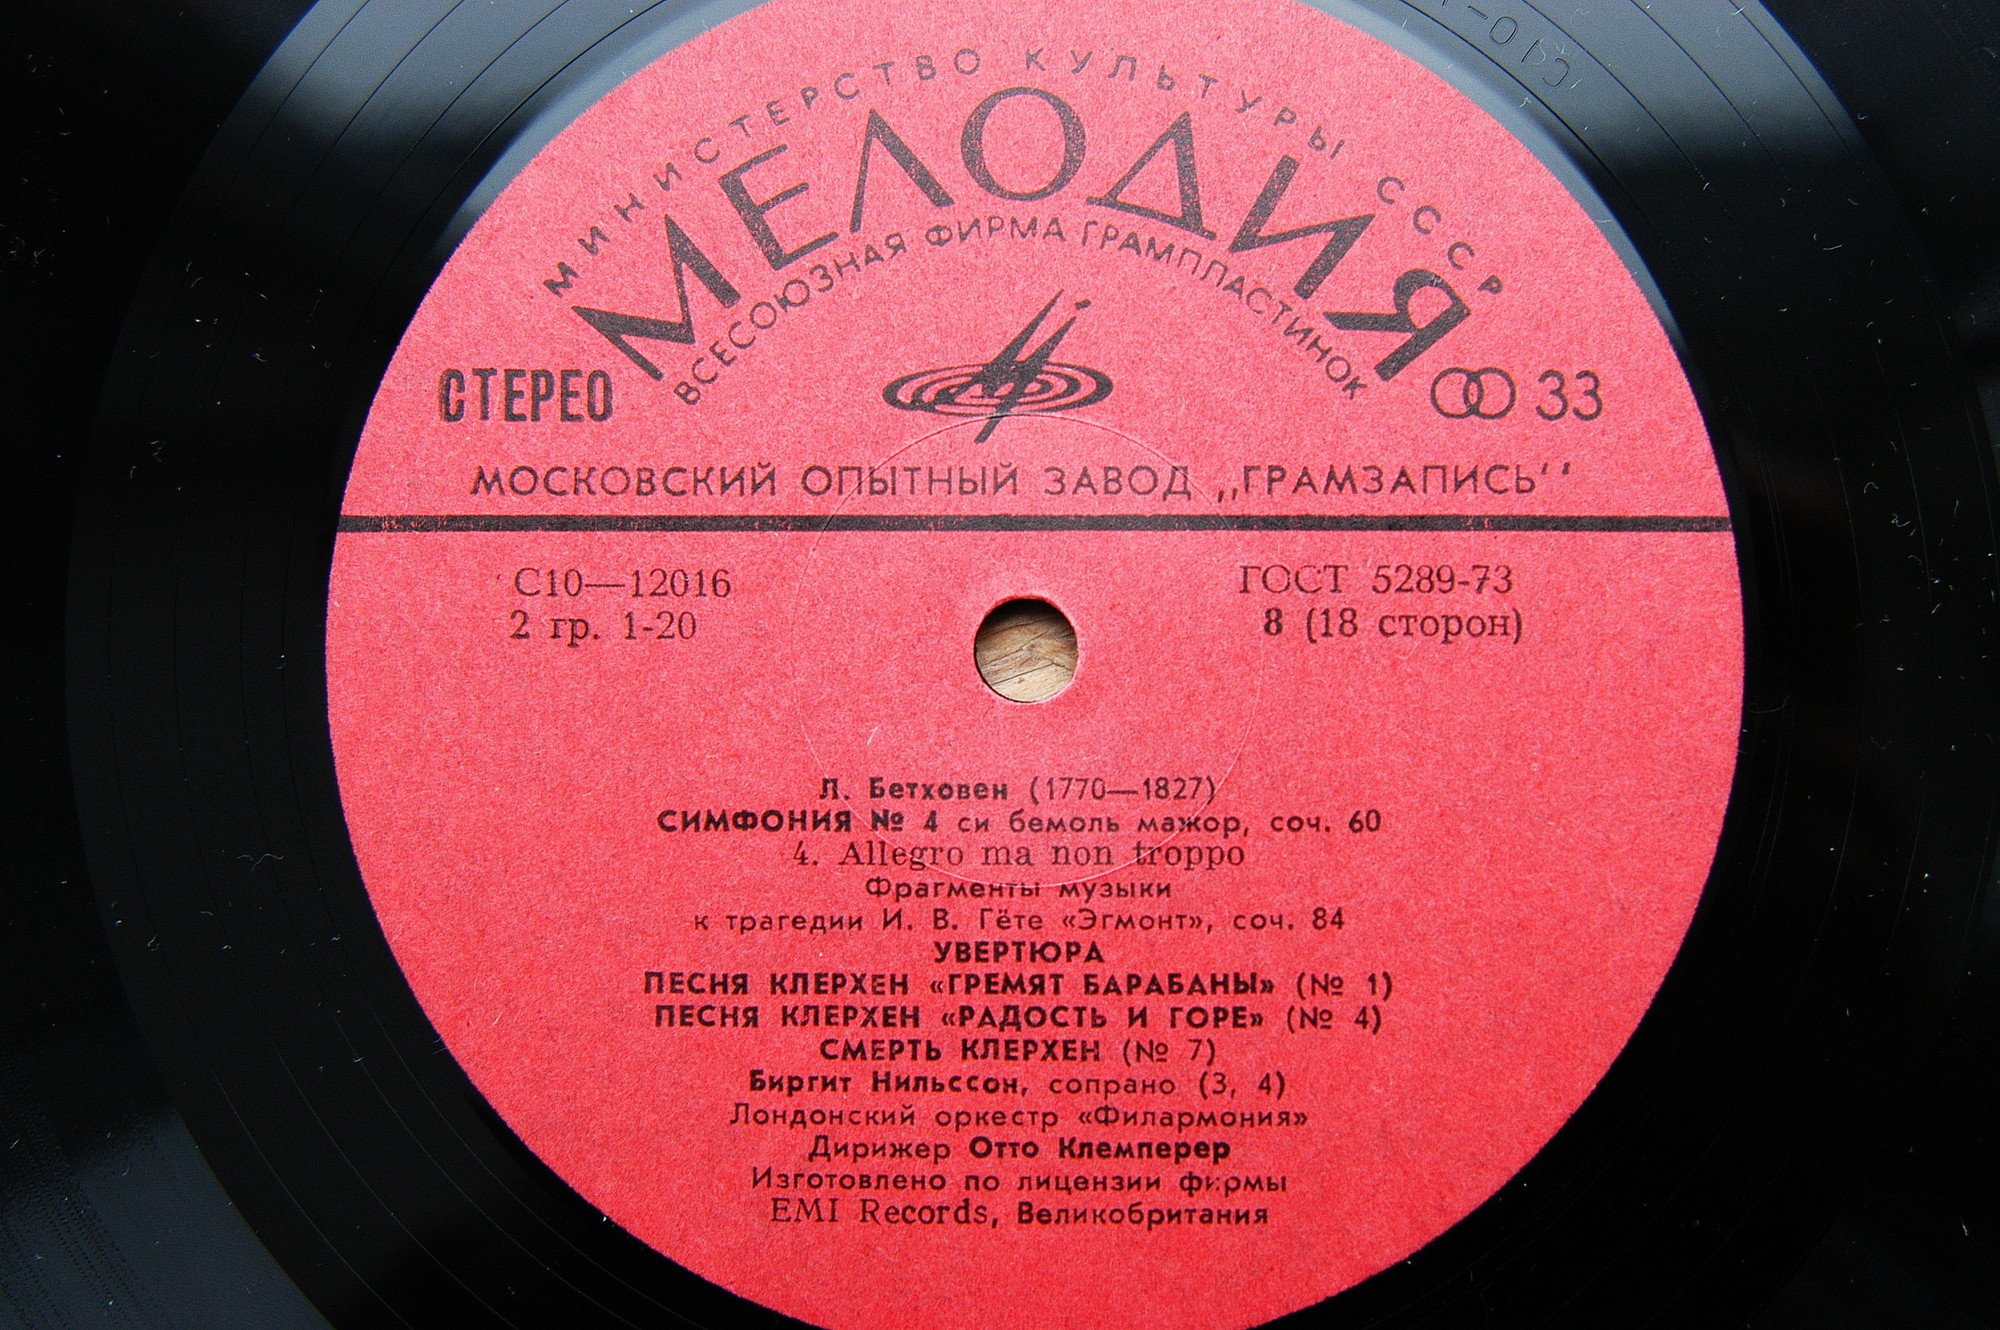 МИНИСТЕРСТВО КУЛЬТУРЫ СССР
МЕЛОДИЯ
ВСЕСОЮЗНАЯ ФИРМА ГРАМПЛАСТИНОК
СТЕРЕО
33
МОСКОВСКИЙ ОПЫТНЫЙ ЗАВОД „ГРАМЗАПИСЬ“
С10—12016
ГОСТ 5289-73
2 гр. 1-20
8 (18 сторон)
Л. Бетховен (1770—1827)
СИМФОНИЯ № 4 си бемоль мажор, соч. 60
4. Allegro ma non troppo
Фрагменты музыки
к трагедии И. В. Гёте «Эгмонт», соч. 84
УВЕРТЮРА
ПЕСНЯ КЛЕРХЕН «ГРЕМЯТ БАРАБАНЫ» (№ 1)
ПЕСНЯ КЛЕРХЕН «РАДОСТЬ И ГОРЕ» (№ 4)
СМЕРТЬ КЛЕРХЕН (№ 7)
Биргит Нильссон, сопрано (3, 4)
Лондонский оркестр «Филармония»
Дирижер Отто Клемперер
Изготовлено по лицензии фирмы
EMI Records, Великобритания